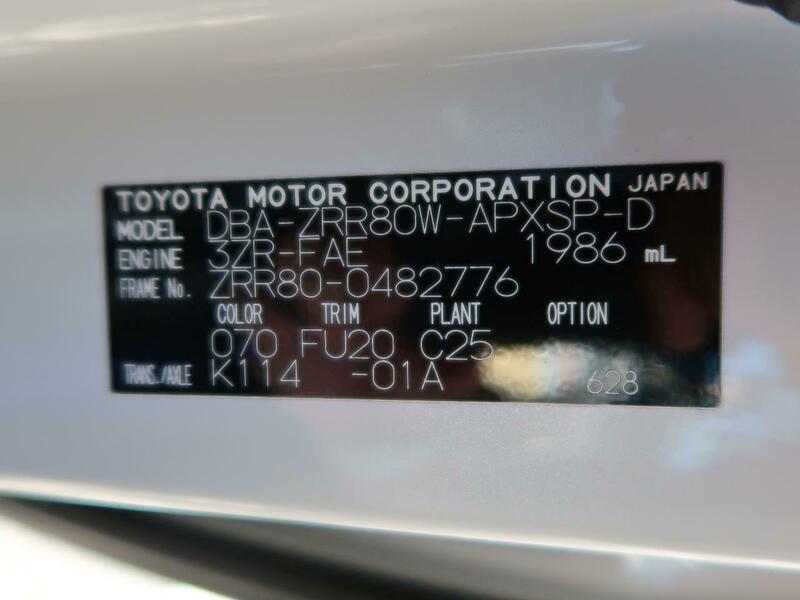 TOYOTA MOTOR CORPORATION JAPAN
MODEL DBA-ZRR80W-APXSP-D
ENGINE 3ZR-FAE 1986 mL
FRAME No. ZRR80-0482776
COLOR TRIM PLANT OPTION
070 FU20 C25
TRANS./AXLE K114 -01A 628